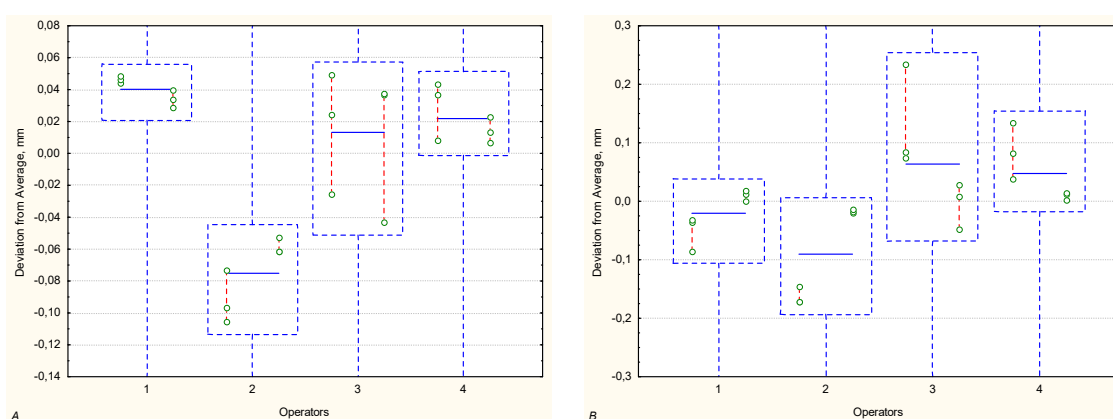 0,08
0,06
0,04
0,02
0,00
-0,02
-0,04
-0,06
-0,08
-0,10
-0,12
-0,14
Deviation from Average, mm
1 2 3 4
Operators
A
0,3
0,2
0,1
0,0
-0,1
-0,2
-0,3
Deviation from Average, mm
1 2 3 4
Operators
B